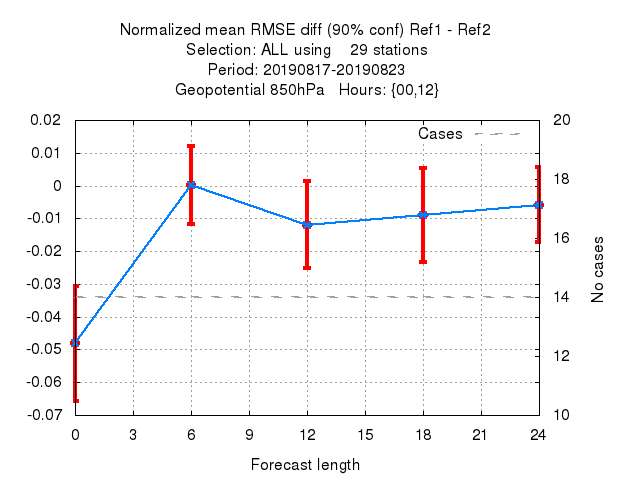 Normalized mean RMSE diff (90% conf) Ref1 - Ref2
Selection: ALL using    29 stations
Period: 20190817-20190823
Geopotential 850hPa   Hours: {00,12}
Cases
0.02
0.01
0
-0.01
-0.02
-0.03
-0.04
-0.05
-0.06
-0.07
20
18
16
14
12
10
No cases
0 3 6 9 12 15 18 21 24
Forecast length